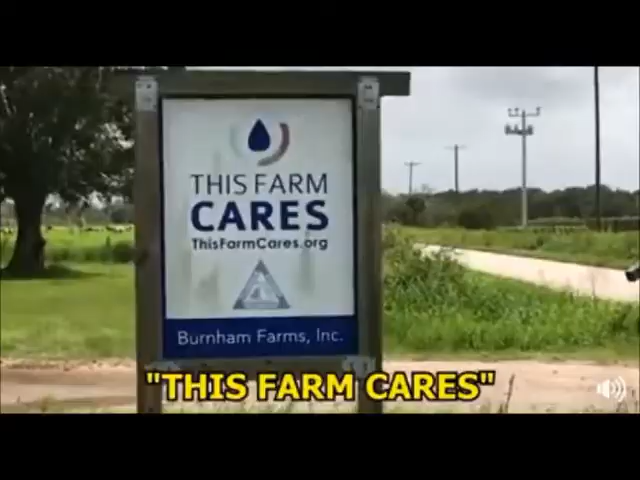 THIS FARM
CARES
ThisFarmCares.org
Burnham Farms, Inc.
"THIS FARM CARES"